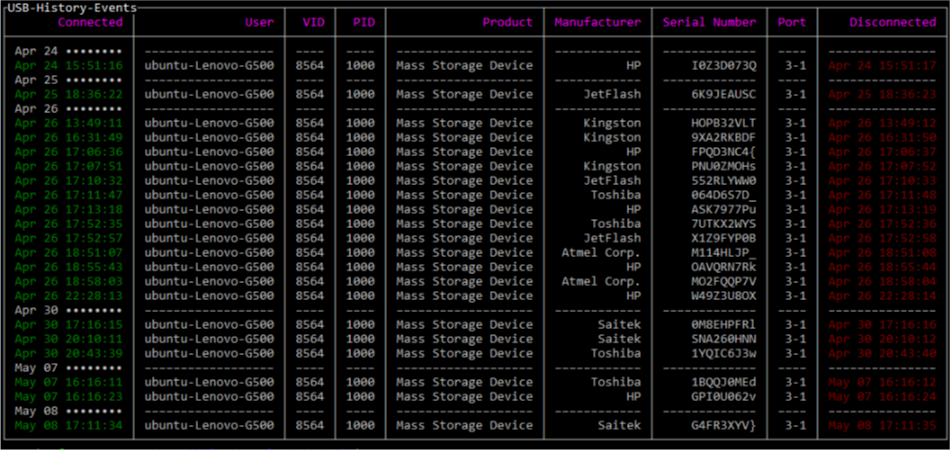 USB-History-Events
Connected User VID PID Product Manufacturer Serial Number Port Disconnected
Apr 24 ••••••••
Apr 24 15:51:16 ubuntu-Lenovo-G500 8564 1000 Mass Storage Device HP I0Z3D073Q 3-1 Apr 24 15:51:17
Apr 25 ••••••••
Apr 25 18:36:22 ubuntu-Lenovo-G500 8564 1000 Mass Storage Device JetFlash 6K9JEAUSC 3-1 Apr 25 18:36:23
Apr 26 ••••••••
Apr 26 13:49:11 ubuntu-Lenovo-G500 8564 1000 Mass Storage Device Kingston HOPB32VLT 3-1 Apr 26 13:49:12
Apr 26 16:31:49 ubuntu-Lenovo-G500 8564 1000 Mass Storage Device Kingston 9XA2RKBDF 3-1 Apr 26 16:31:50
Apr 26 17:06:36 ubuntu-Lenovo-G500 8564 1000 Mass Storage Device HP FPQD3NC4{ 3-1 Apr 26 17:06:37
Apr 26 17:07:51 ubuntu-Lenovo-G500 8564 1000 Mass Storage Device Kingston PNU0ZMOHs 3-1 Apr 26 17:07:52
Apr 26 17:10:32 ubuntu-Lenovo-G500 8564 1000 Mass Storage Device JetFlash 552RLYWW0 3-1 Apr 26 17:10:33
Apr 26 17:11:47 ubuntu-Lenovo-G500 8564 1000 Mass Storage Device Toshiba 064D6S7D_ 3-1 Apr 26 17:11:48
Apr 26 17:13:18 ubuntu-Lenovo-G500 8564 1000 Mass Storage Device HP ASK7977Pu 3-1 Apr 26 17:13:19
Apr 26 17:52:35 ubuntu-Lenovo-G500 8564 1000 Mass Storage Device Toshiba 7UTKX2WYS 3-1 Apr 26 17:52:36
Apr 26 17:52:57 ubuntu-Lenovo-G500 8564 1000 Mass Storage Device JetFlash X1Z9FYP0B 3-1 Apr 26 17:52:58
Apr 26 18:51:07 ubuntu-Lenovo-G500 8564 1000 Mass Storage Device Atmel Corp. M114HLJP_ 3-1 Apr 26 18:51:08
Apr 26 18:55:43 ubuntu-Lenovo-G500 8564 1000 Mass Storage Device HP OAVQRN7Rk 3-1 Apr 26 18:55:44
Apr 26 18:58:03 ubuntu-Lenovo-G500 8564 1000 Mass Storage Device Atmel Corp. MO2FQQP7V 3-1 Apr 26 18:58:04
Apr 26 22:28:13 ubuntu-Lenovo-G500 8564 1000 Mass Storage Device HP W49Z3U8OX 3-1 Apr 26 22:28:14
Apr 30 ••••••••
Apr 30 17:16:15 ubuntu-Lenovo-G500 8564 1000 Mass Storage Device Saitek 0M8EHPFRl 3-1 Apr 30 17:16:16
Apr 30 20:10:11 ubuntu-Lenovo-G500 8564 1000 Mass Storage Device Saitek SNA260HNN 3-1 Apr 30 20:10:12
Apr 30 20:43:39 ubuntu-Lenovo-G500 8564 1000 Mass Storage Device Toshiba 1YQIC6J3w 3-1 Apr 30 20:43:40
May 07 ••••••••
May 07 16:16:11 ubuntu-Lenovo-G500 8564 1000 Mass Storage Device Toshiba 1BQQJ0MEd 3-1 May 07 16:16:12
May 07 16:16:23 ubuntu-Lenovo-G500 8564 1000 Mass Storage Device HP GPI0U062v 3-1 May 07 16:16:24
May 08 ••••••••
May 08 17:11:34 ubuntu-Lenovo-G500 8564 1000 Mass Storage Device Saitek G4FR3XYV} 3-1 May 08 17:11:35